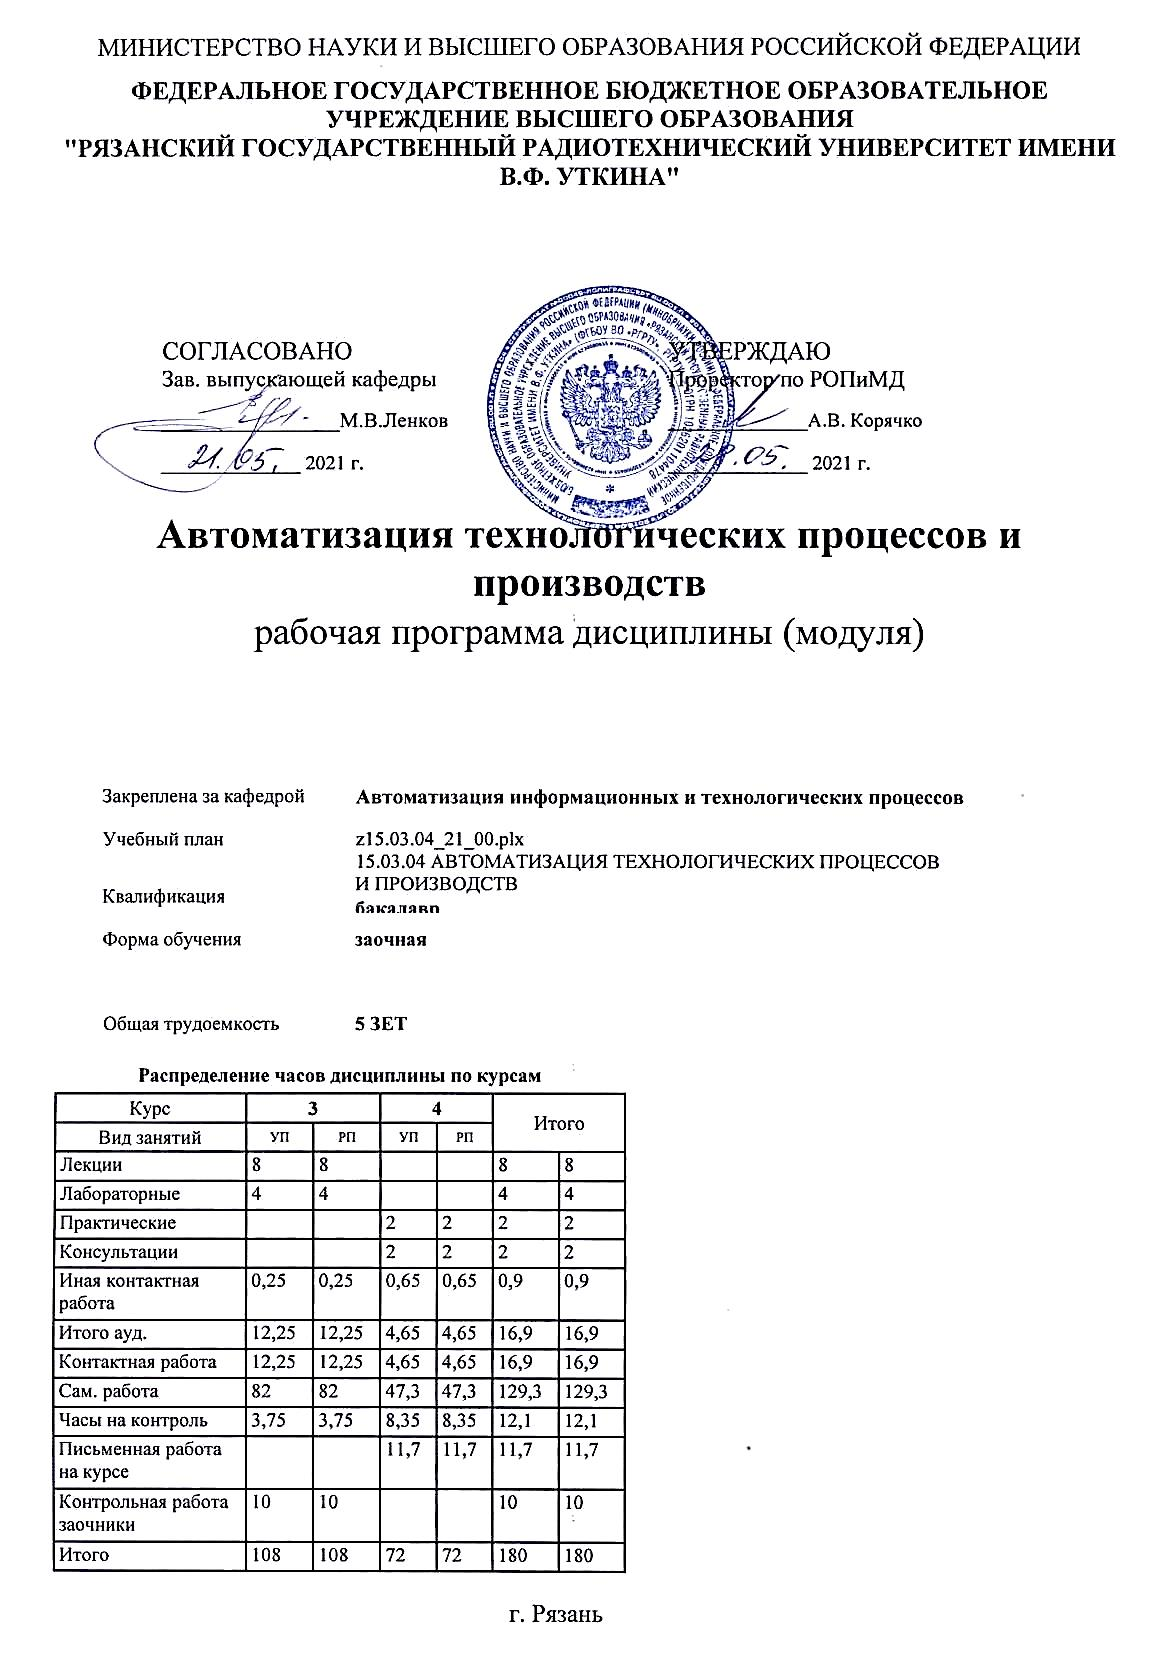 МИНИСТЕРСТВО НАУКИ И ВЫСШЕГО ОБРАЗОВАНИЯ РОССИЙСКОЙ ФЕДЕРАЦИИ
ФЕДЕРАЛЬНОЕ ГОСУДАРСТВЕННОЕ БЮДЖЕТНОЕ ОБРАЗОВАТЕЛЬНОЕ
УЧРЕЖДЕНИЕ ВЫСШЕГО ОБРАЗОВАНИЯ
"РЯЗАНСКИЙ ГОСУДАРСТВЕННЫЙ РАДИОТЕХНИЧЕСКИЙ УНИВЕРСИТЕТ ИМЕНИ
В.Ф. УТКИНА"
СОГЛАСОВАНО
Зав. выпускающей кафедры
М.В.Ленков
21.05. 2021 г.
УТВЕРЖДАЮ
Проректор по РОПиМД
А.В. Корячко
.05. 2021 г.
Автоматизация технологических процессов и
производств
рабочая программа дисциплины (модуля)
Закреплена за кафедрой Автоматизация информационных и технологических процессов
Учебный план z15.03.04_21_00.plx
15.03.04 АВТОМАТИЗАЦИЯ ТЕХНОЛОГИЧЕСКИХ ПРОЦЕССОВ
И ПРОИЗВОДСТВ
Квалификация бакалавр
Форма обучения заочная
Общая трудоемкость 5 ЗЕТ
Распределение часов дисциплины по курсам
Курс 3 4 Итого
Вид занятий УП РП УП РП
Лекции 8 8 8 8
Лабораторные 4 4 4 4
Практические 2 2 2 2
Консультации 2 2 2 2
Иная контактная 0,25 0,25 0,65 0,65 0,9 0,9
работа
Итого ауд. 12,25 12,25 4,65 4,65 16,9 16,9
Контактная работа 12,25 12,25 4,65 4,65 16,9 16,9
Сам. работа 82 82 47,3 47,3 129,3 129,3
Часы на контроль 3,75 3,75 8,35 8,35 12,1 12,1
Письменная работа 11,7 11,7 11,7 11,7
на курсе
Контрольная работа 10 10 10 10
заочники
Итого 108 108 72 72 180 180
г. Рязань